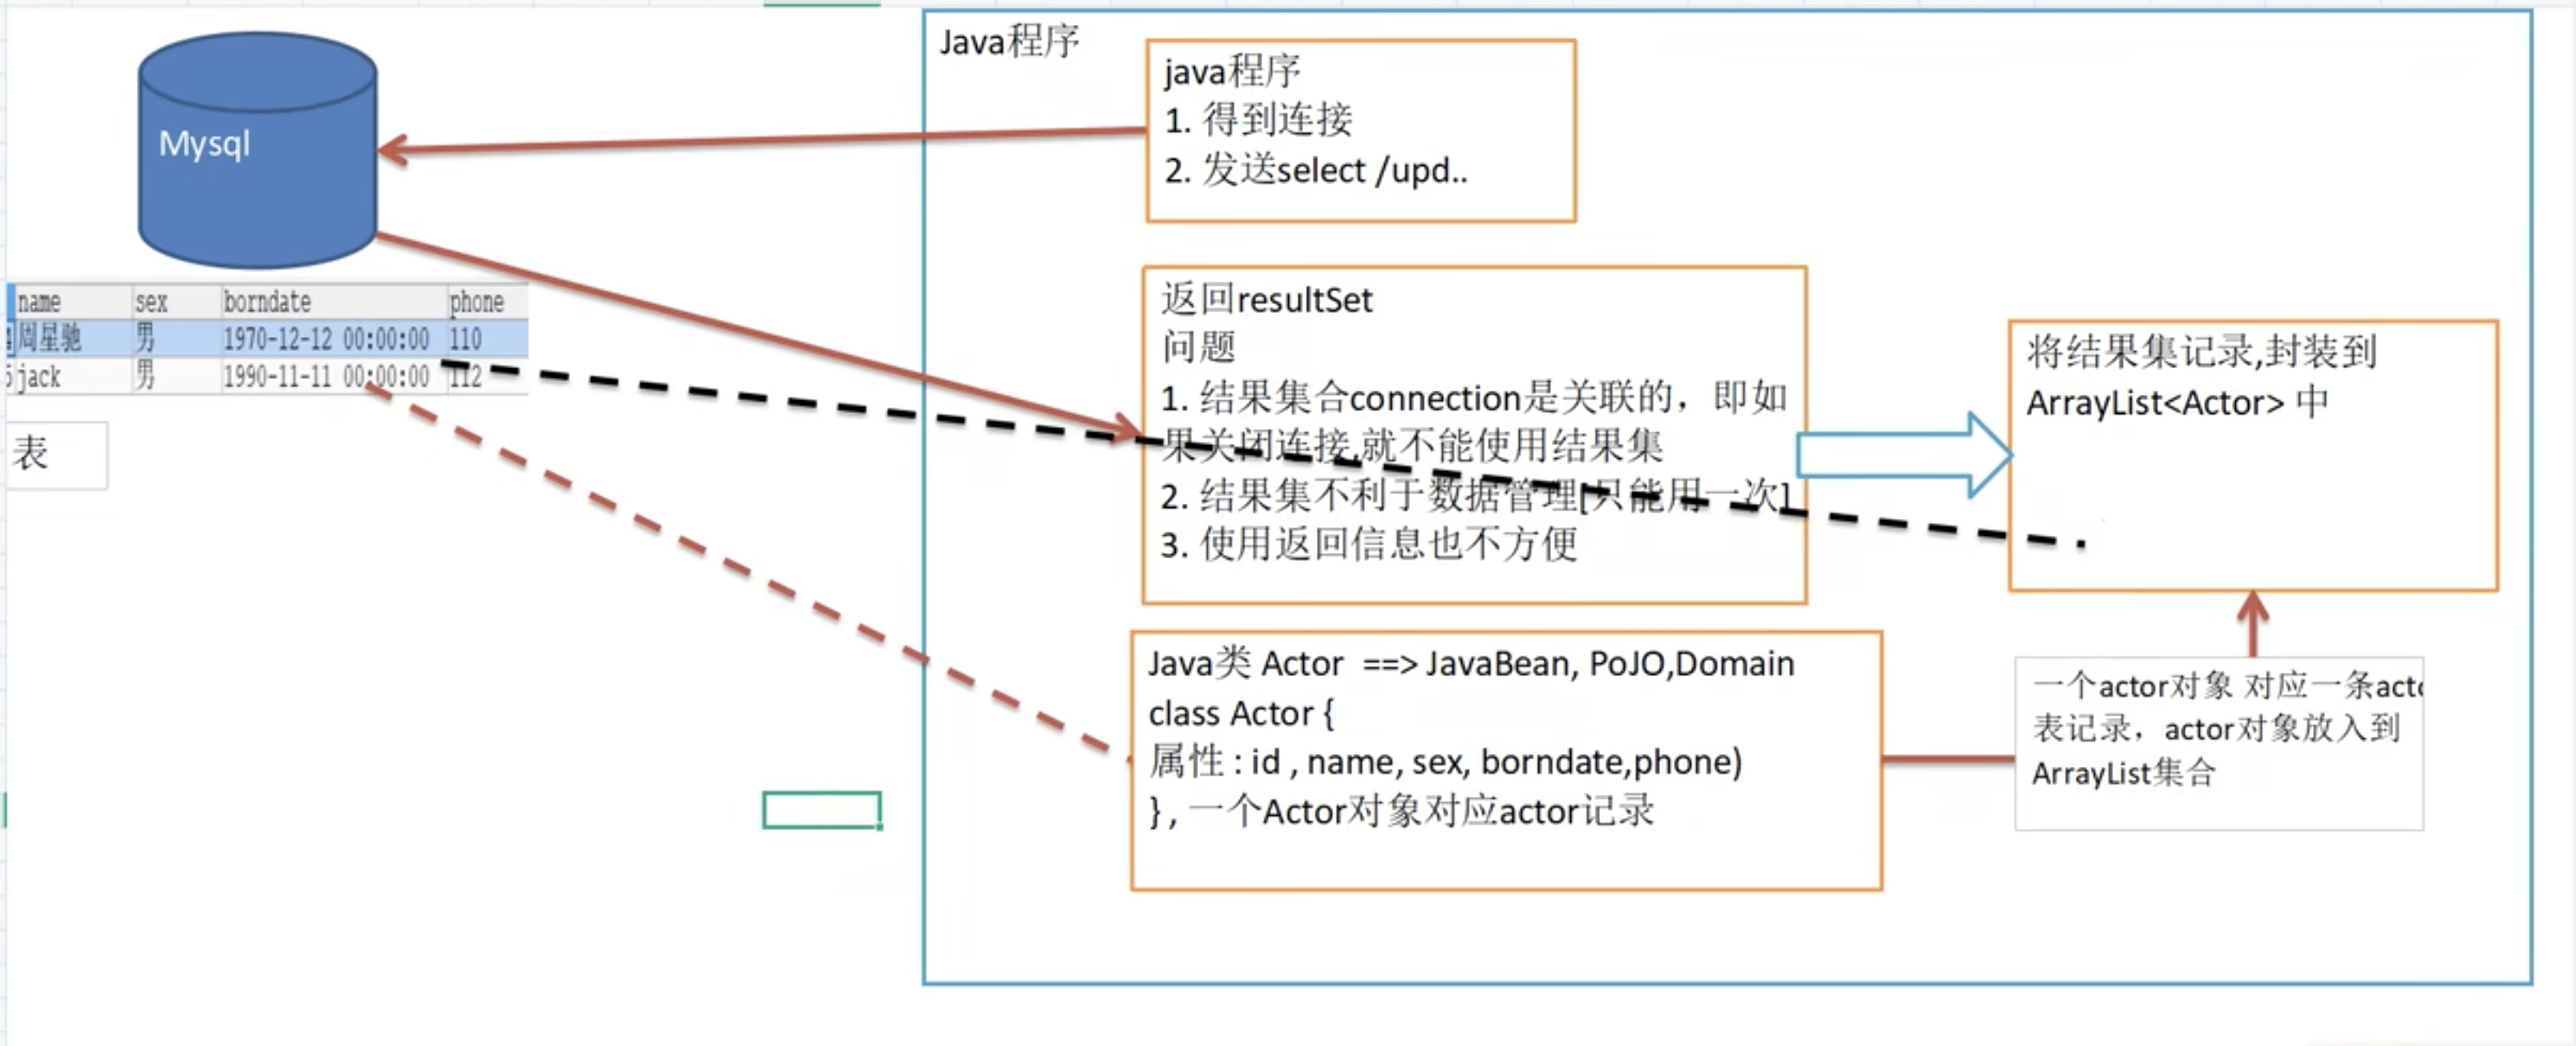 Java程序
java程序
1. 得到连接
2. 发送select /upd..
Mysql
name sex borndate phone
周星驰 男 1970-12-12 00:00:00 110
jack 男 1990-11-11 00:00:00 112
表
返回resultSet
问题
1. 结果集合connection是关联的，即如
果关闭连接,就不能使用结果集
2. 结果集不利于数据管理[只能用一次]
3. 使用返回信息也不方便
将结果集记录,封装到
ArrayList<Actor> 中
Java类 Actor ==> JavaBean, PoJO,Domain
class Actor {
属性 : id , name, sex, borndate,phone)
} , 一个Actor对象对应actor记录
一个actor对象 对应一条acto
表记录，actor对象放入到
ArrayList集合